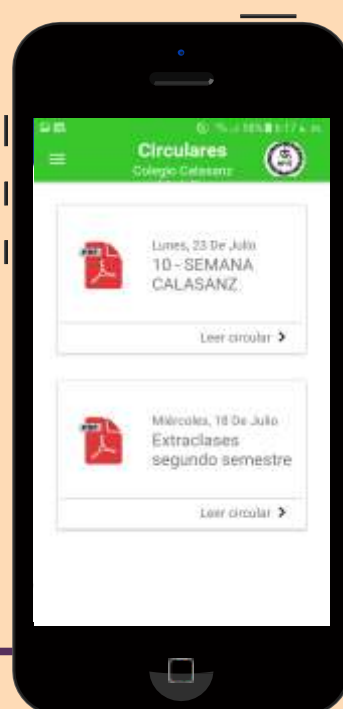 Circulares
Colegio Calasanz
Lunes, 23 De Julio
10 - SEMANA
CALASANZ
Leer circular
Miércoles, 18 De Julio
Extraclases
segundo semestre
Leer circular